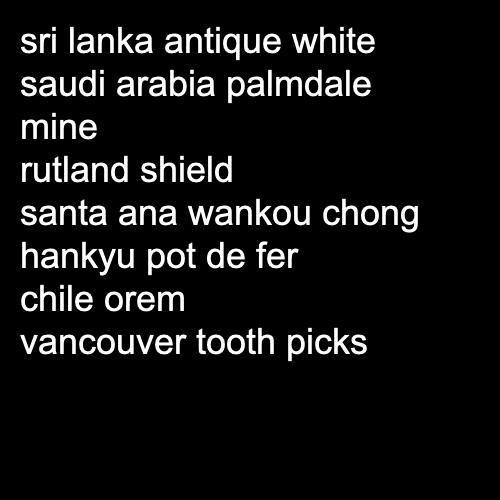 sri lanka antique white
saudi arabia palmdale
mine
rutland shield
santa ana wankou chong
hankyu pot de fer
chile orem
vancouver tooth picks